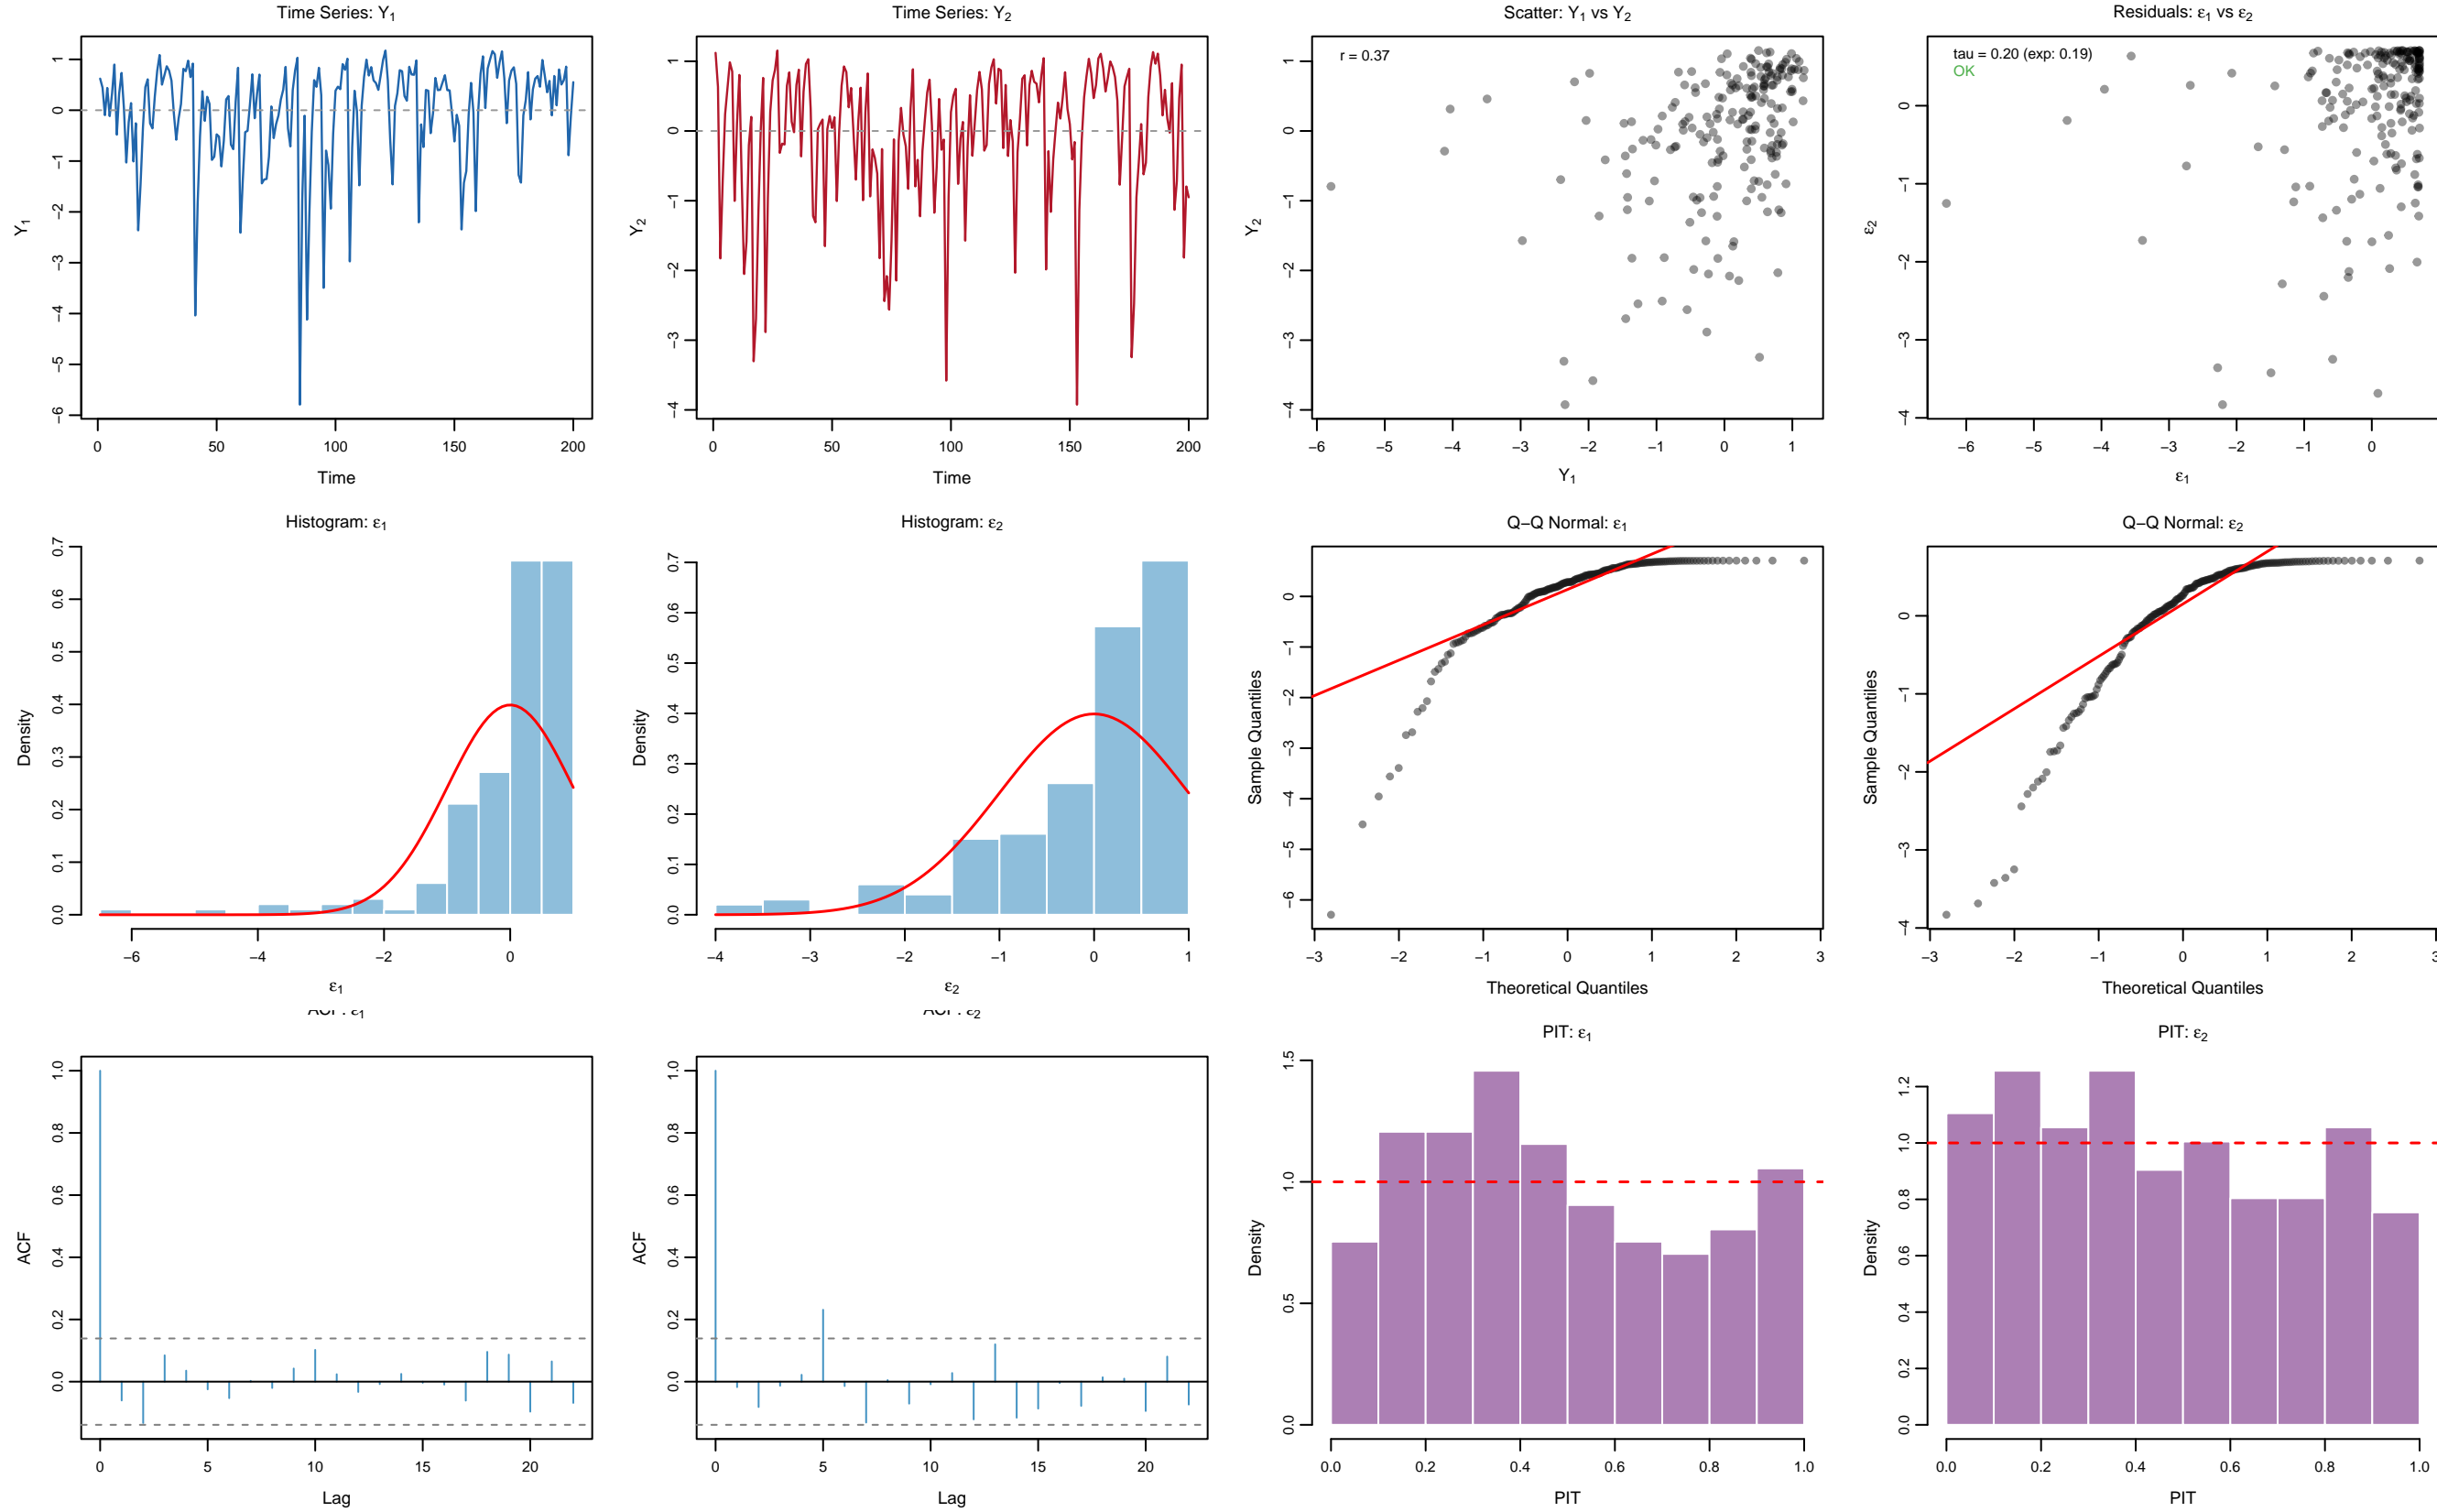 Time Series: Y1
Y1
1
0
−1
−2
−3
−4
−5
−6
0 50 100 150 200
Time
Time Series: Y2
Y2
1
0
−1
−2
−3
−4
0 50 100 150 200
Time
Scatter: Y1 vs Y2
r = 0.37
Y2
1
0
−1
−2
−3
−4
−6 −5 −4 −3 −2 −1 0 1
Y1
Residuals: ε1 vs ε2
tau = 0.20 (exp: 0.19)
OK
ε2
0
−1
−2
−3
−4
−6 −5 −4 −3 −2 −1 0
ε1
Histogram: ε1
Density
0.7
0.6
0.5
0.4
0.3
0.2
0.1
0.0
−6 −4 −2 0
ε1
Histogram: ε2
Density
0.7
0.6
0.5
0.4
0.3
0.2
0.1
0.0
−4 −3 −2 −1 0 1
ε2
Q−Q Normal: ε1
Sample Quantiles
0
−1
−2
−3
−4
−5
−6
−3 −2 −1 0 1 2 3
Theoretical Quantiles
Q−Q Normal: ε2
Sample Quantiles
0
−1
−2
−3
−4
−3 −2 −1 0 1 2 3
Theoretical Quantiles
ACF: ε1
ACF
1.0
0.8
0.6
0.4
0.2
0.0
0 5 10 15 20
Lag
ACF: ε2
ACF
1.0
0.8
0.6
0.4
0.2
0.0
0 5 10 15 20
Lag
PIT: ε1
Density
1.5
1.0
0.5
0.0
0.0 0.2 0.4 0.6 0.8 1.0
PIT
PIT: ε2
Density
1.2
1.0
0.8
0.6
0.4
0.2
0.0
0.0 0.2 0.4 0.6 0.8 1.0
PIT